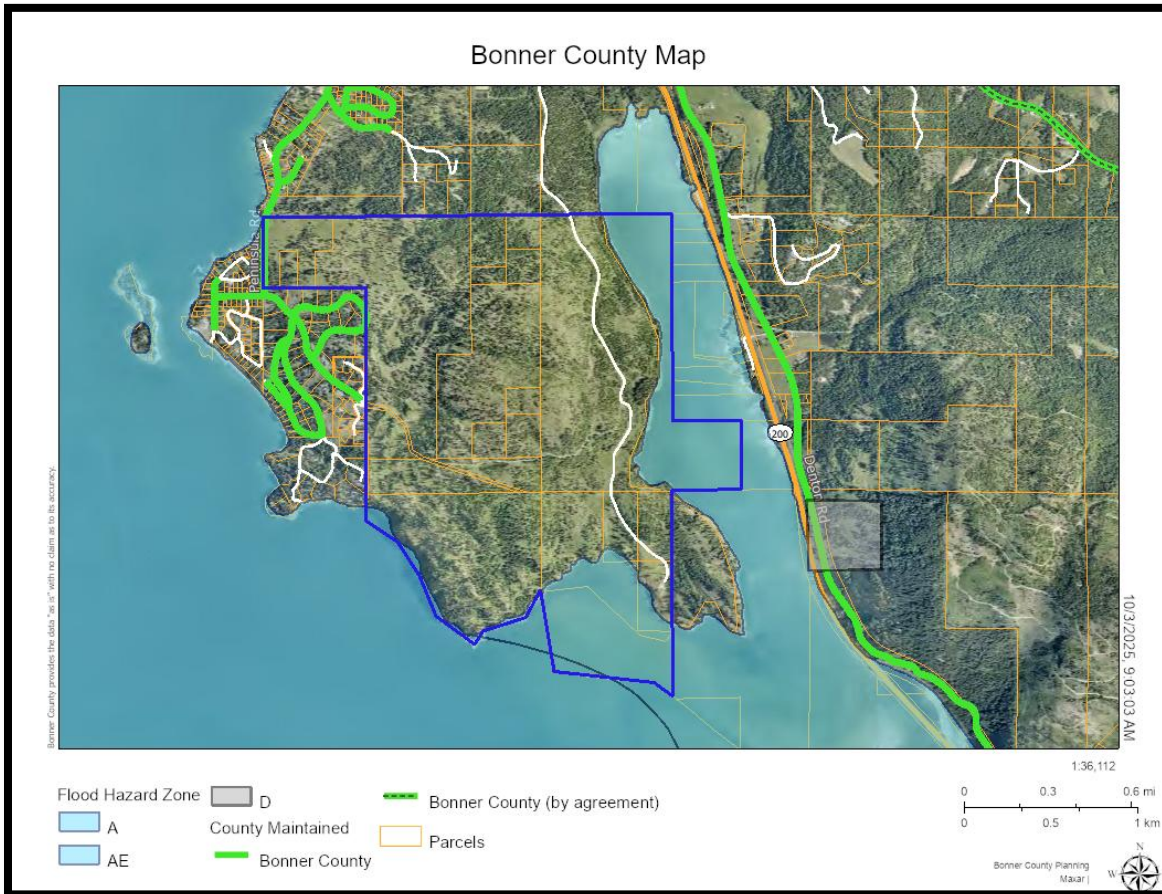 Bonner County Map
Peninsula Rd
200
Dentor Rd
Bonner County provides the data "as is" with no claim as to its accuracy.
10/3/2025, 9:03:03 AM
1:36,112
Flood Hazard Zone
A
AE
D
County Maintained
Bonner County
Bonner County (by agreement)
Parcels
0 0.3 0.6 mi
0 0.5 1 km
Bonner County Planning
Maxar |
N
W